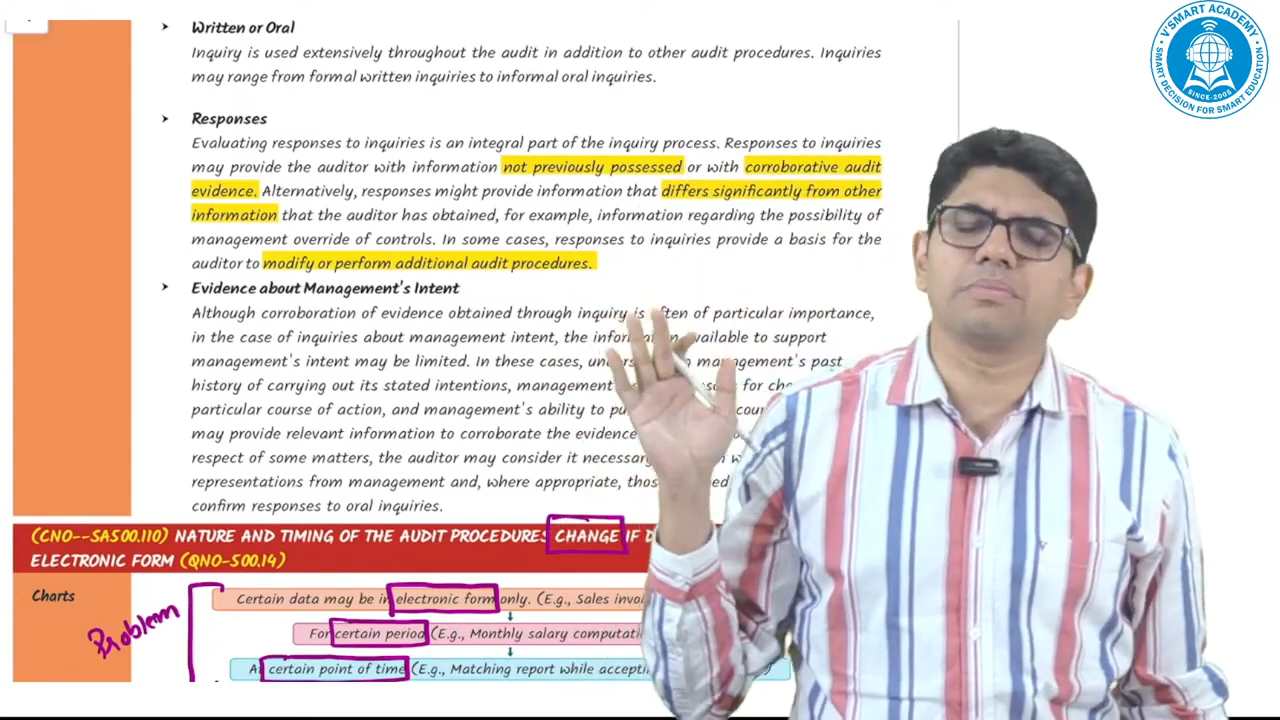 Written or Oral
Inquiry is used extensively throughout the audit in addition to other audit procedures. Inquiries
may range from formal written inquiries to informal oral inquiries.
Responses
Evaluating responses to inquiries is an integral part of the inquiry process. Responses to inquiries
may provide the auditor with information not previously possessed or with corroborative audit
evidence. Alternatively, responses might provide information that differs significantly from other
information that the auditor has obtained, for example, information regarding the possibility of
management override of controls. In some cases, responses to inquiries provide a basis for the
auditor to modify or perform additional audit procedures.
Evidence about Management's Intent
Although corroboration of evidence obtained through inquiry is often of particular importance,
in the case of inquiries about management intent, the information available to support
management's intent may be limited. In these cases, management's past
history of carrying out its stated intentions, management for
particular course of action, and management's ability to
may provide relevant information to corroborate the evidence
respect of some matters, the auditor may consider it necessary
representations from management and, where appropriate,
confirm responses to oral inquiries.
(CNO--SA500.110) NATURE AND TIMING OF THE AUDIT PROCEDURES CHANGE IF
ELECTRONIC FORM (QNO-500.14)
Charts
Problem
Certain data may be in electronic form only. (E.g., Sales
For certain period (E.g., Monthly salary
At certain point of time (E.g., Matching report while
V'SMART ACADEMY
SINCE-2005
SMART DECISION FOR SMART EDUCATION